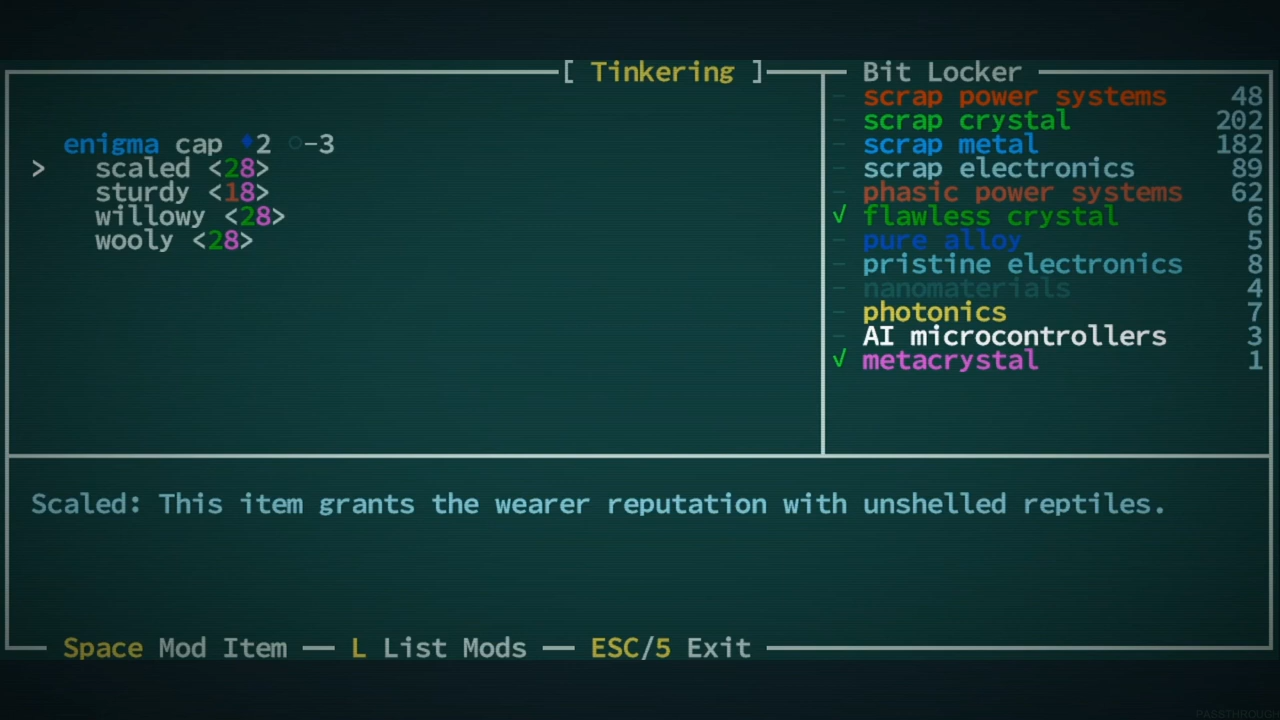 [ Tinkering ]
Bit Locker
enigma cap ♦2 ○-3
> scaled <28>
sturdy <18>
willowy <28>
wooly <28>
- scrap power systems 48
- scrap crystal 202
- scrap metal 182
- scrap electronics 89
- phasic power systems 62
√ flawless crystal 6
- pure alloy 5
- pristine electronics 8
- nanomaterials 4
- photonics 7
- AI microcontrollers 3
√ metacrystal 1
Scaled: This item grants the wearer reputation with unshelled reptiles.
Space Mod Item — L List Mods — ESC/5 Exit